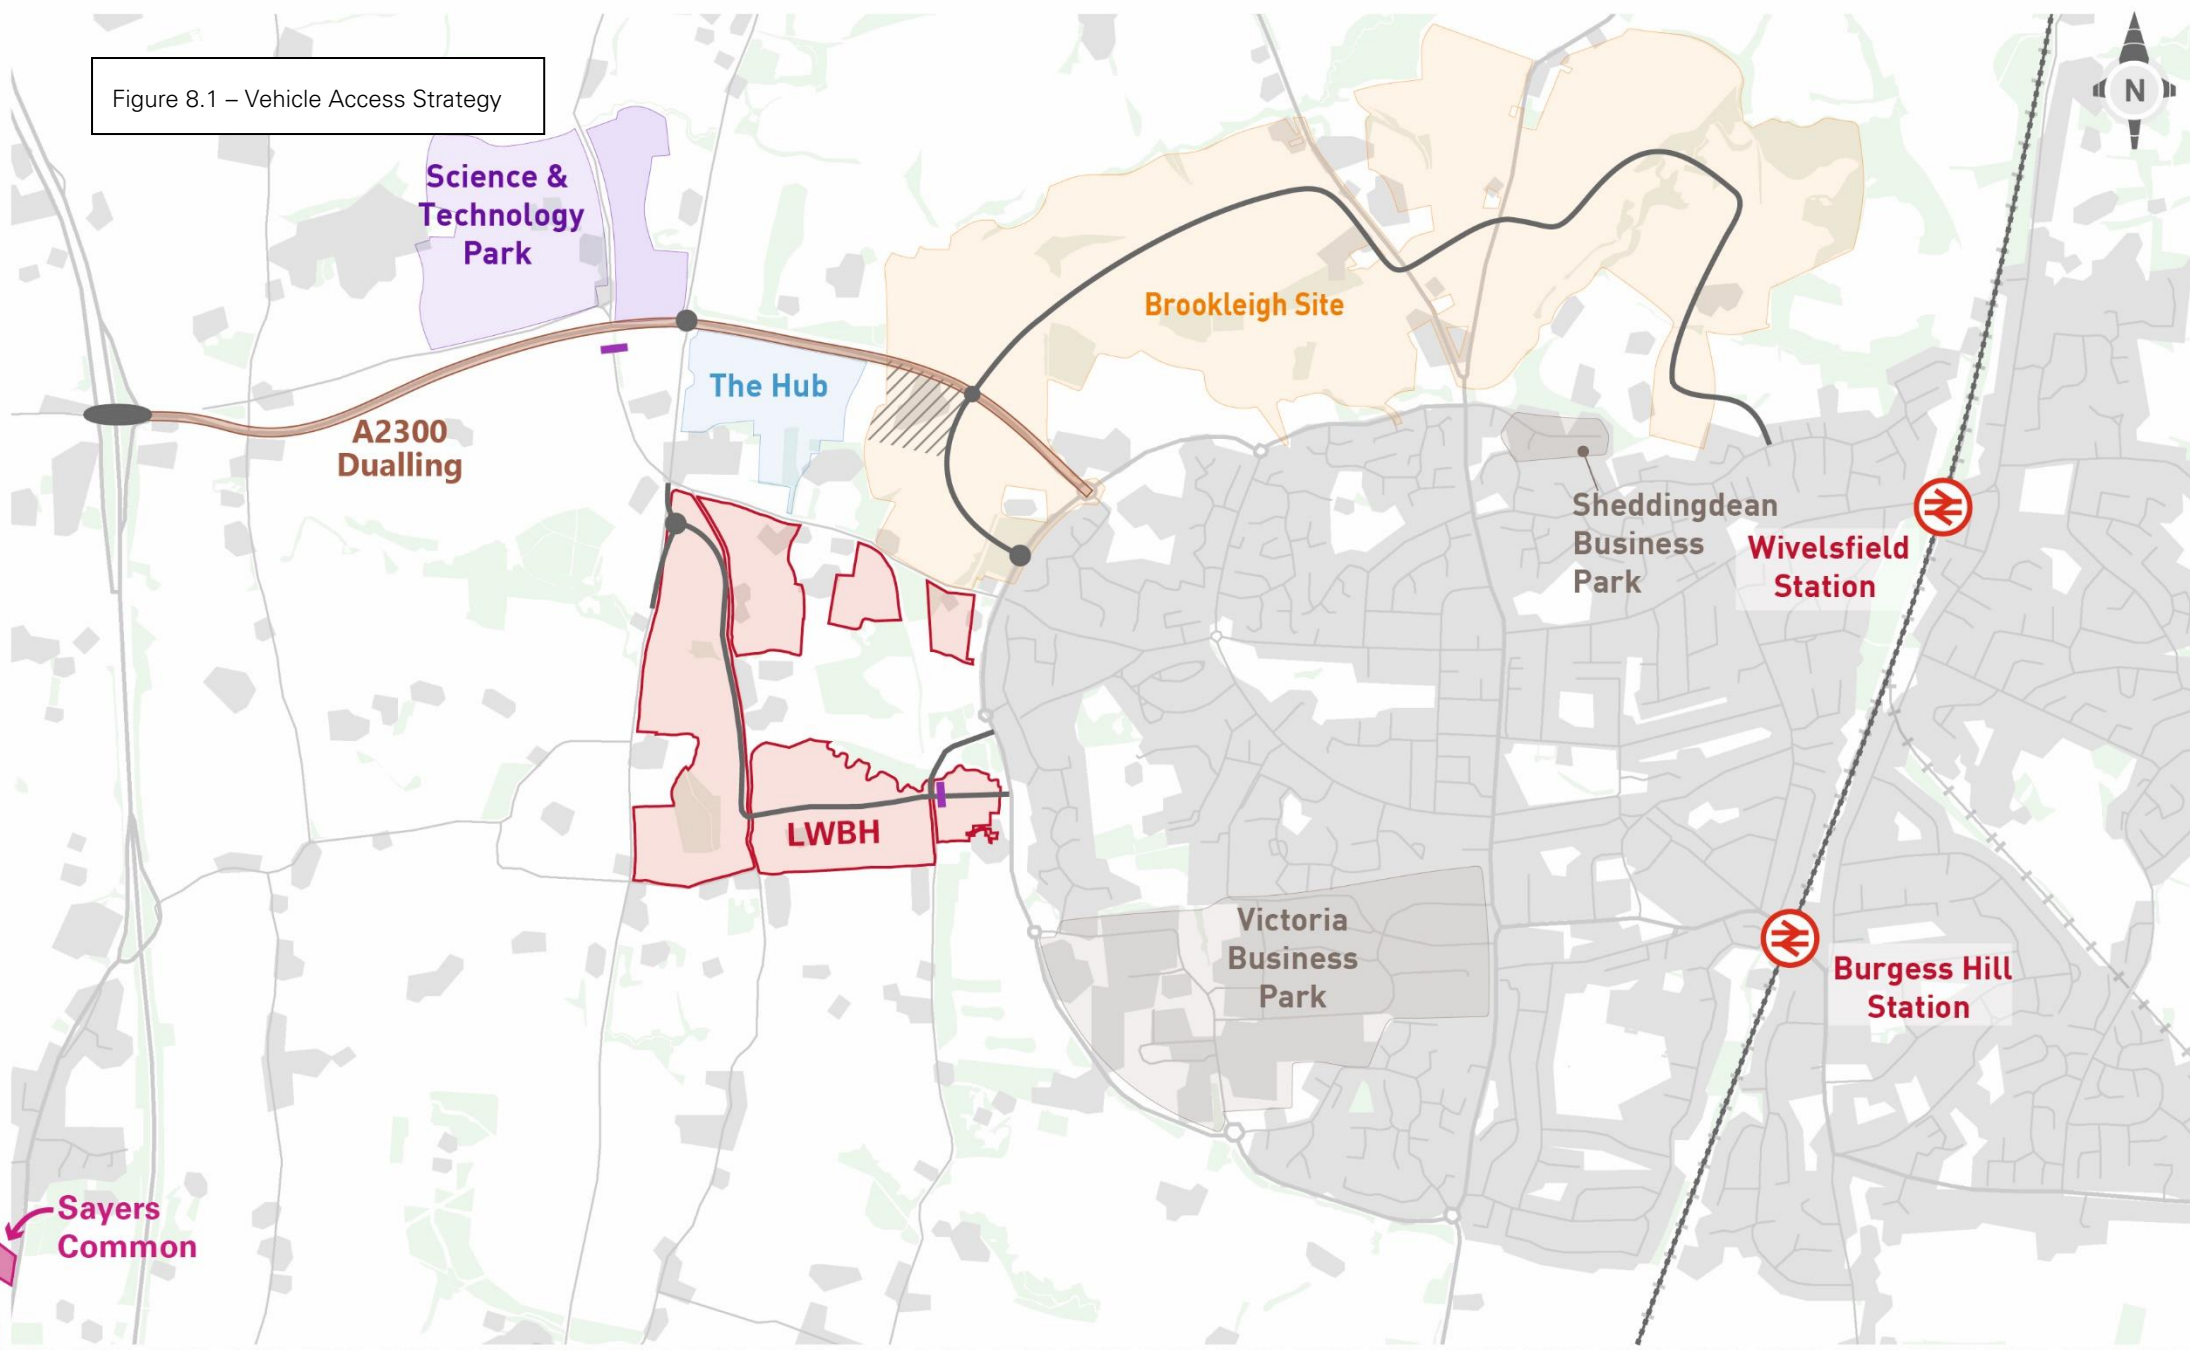 Figure 8.1 – Vehicle Access Strategy
N
Science &
Technology
Park
Brookleigh Site
The Hub
A2300
Dualling
Sheddingdean
Business
Park
Wivelsfield
Station
LWBH
Victoria
Business
Park
Burgess Hill
Station
Sayers
Common